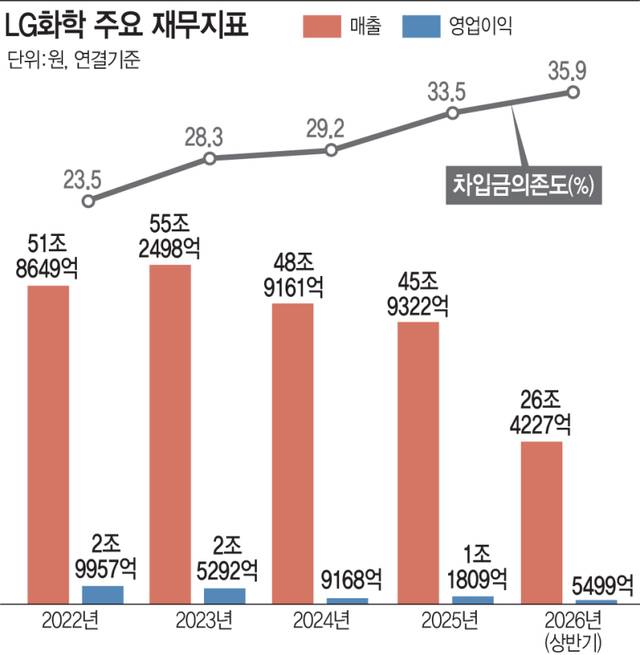 LG화학 주요 재무지표
매출
영업이익
단위:원, 연결기준
23.5
28.3
29.2
33.5
35.9
차입금의존도(%)
51조
8649억
55조
2498억
48조
9161억
45조
9322억
26조
4227억
2조
9957억
2조
5292억
9168억
1조
1809억
5499억
2022년
2023년
2024년
2025년
2026년
(상반기)